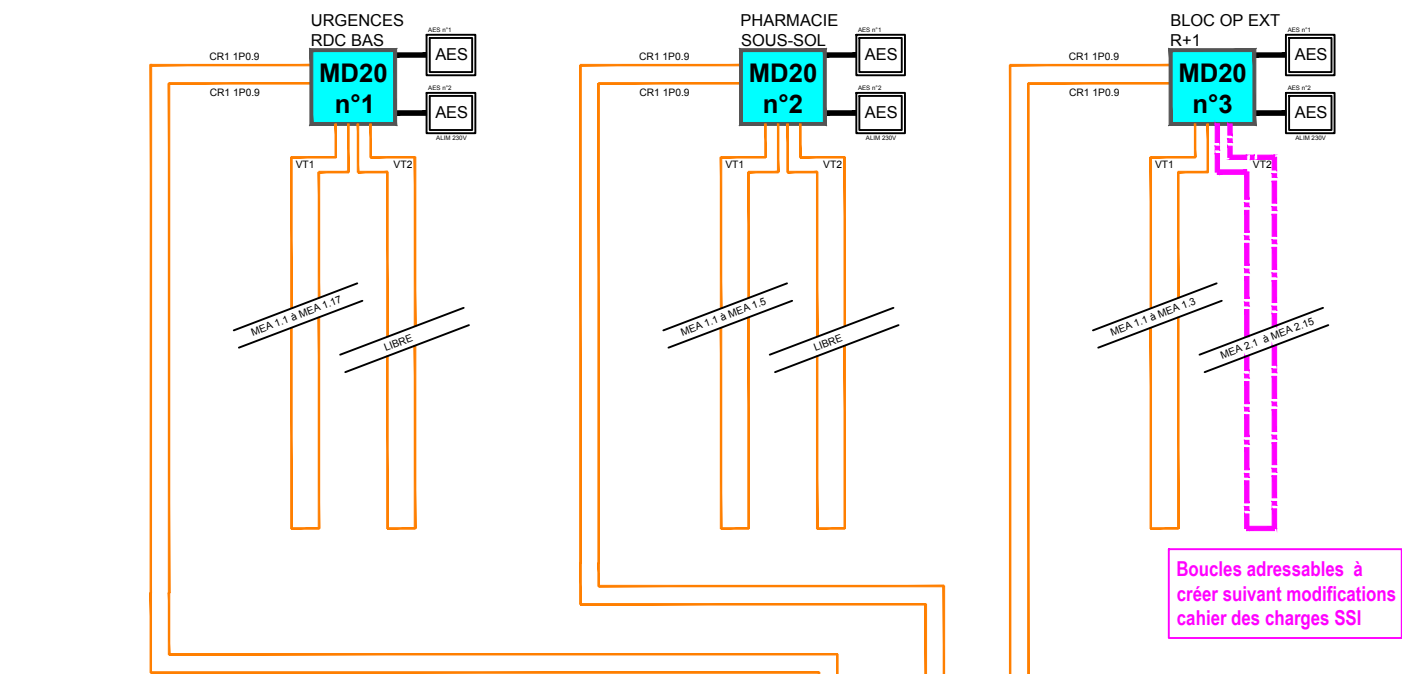 URGENCES
RDC BAS
AES n°1
AES
CR1 1P0.9
CR1 1P0.9
MD20
n°1
AES n°2
AES
ALIM 230V
VT1
VT2
MEA 1.1 à MEA 1.17
LIBRE
PHARMACIE
SOUS-SOL
AES n°1
AES
CR1 1P0.9
CR1 1P0.9
MD20
n°2
AES n°2
AES
ALIM 230V
VT1
VT2
MEA 1.1 à MEA 1.5
LIBRE
BLOC OP EXT
R+1
AES n°1
AES
CR1 1P0.9
CR1 1P0.9
MD20
n°3
AES n°2
AES
ALIM 230V
VT1
VT2
MEA 1.1 à MEA 1.3
MEA 2.1 à MEA 2.15
Boucles adressables à
créer suivant modifications
cahier des charges SSI